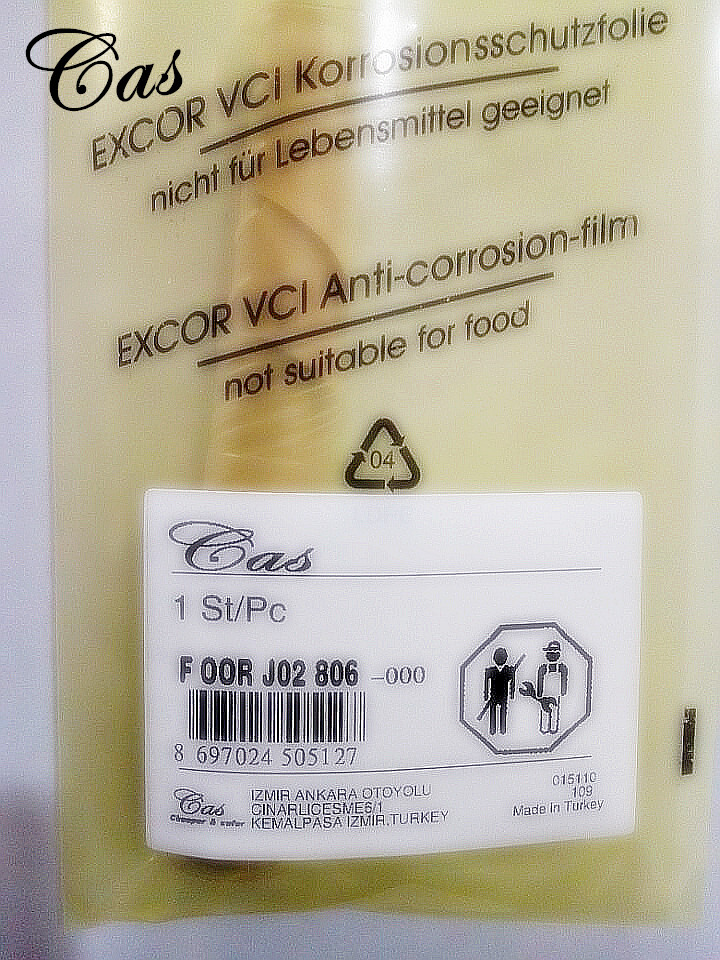 Cas
EXCOR VCI Korrosionsschutzfolie
nicht für Lebensmittel geeignet
EXCOR VCI Anti-corrosion-film
not suitable for food
04
Cas
1 St/Pc
F 00R J02 806 -000
8 697024 505127
Cas
Cheaper & safer
IZMIR ANKARA OTOYOLU
CINARLICESME6/1
KEMALPASA IZMIR.TURKEY
015110
109
Made In Turkey